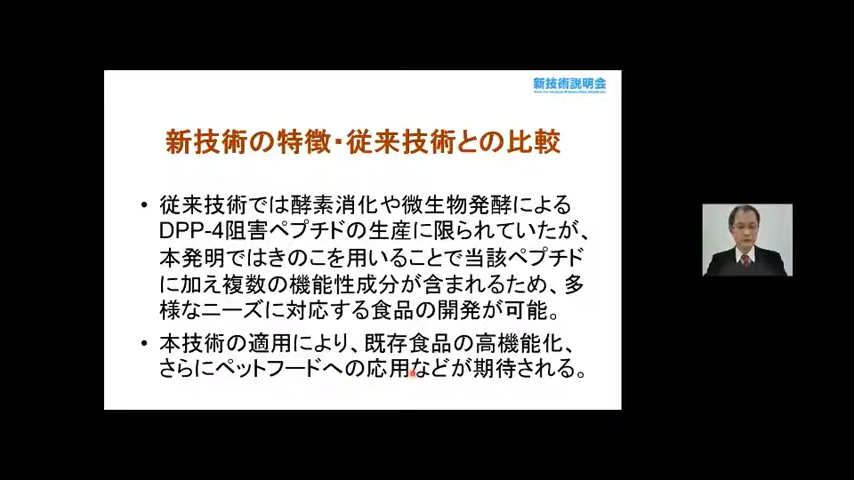 新技術説明会
新技術の特徴・従来技術との比較
• 従来技術では酵素消化や微生物発酵による
DPP-4阻害ペプチドの生産に限られていたが、
本発明ではきのこを用いることで当該ペプチド
に加え複数の機能性成分が含まれるため、多
様なニーズに対応する食品の開発が可能。
• 本技術の適用により、既存食品の高機能化、
さらにペットフードへの応用などが期待される。